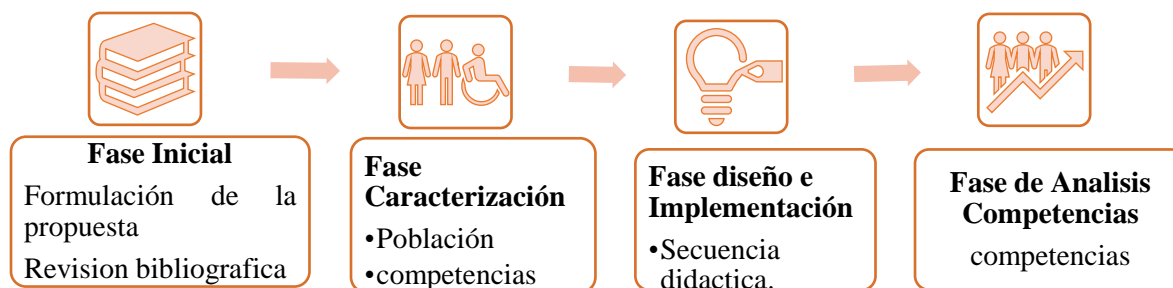 Fase Inicial
Formulación de la
propuesta
Revision bibliografica
Fase
Caracterización
•Población
•competencias
Fase diseño e
Implementación
•Secuencia
didactica.
Fase de Analisis
Competencias
competencias